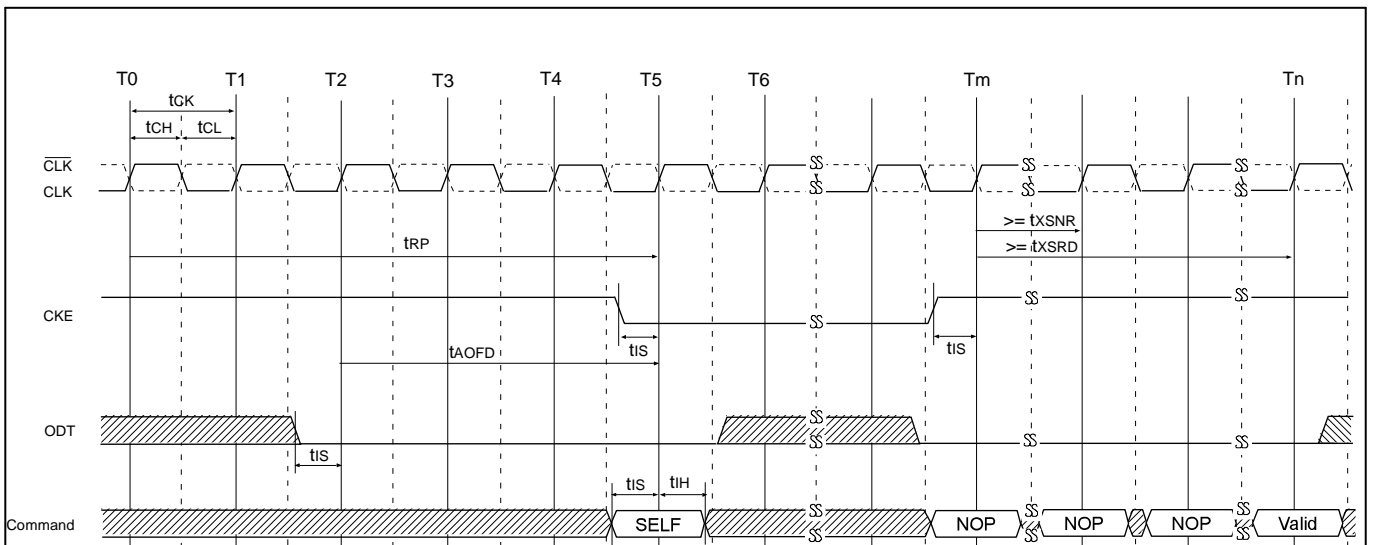 T0 T1 T2 T3 T4 T5 T6 Tm Tn
tCK
tCH tCL
CLK
CLK
>= tXSNR
tRP
>= tXSRD
CKE
tIS
tIS
tAOFD
ODT
tIS
tIS tIH
Command
SELF NOP NOP NOP Valid